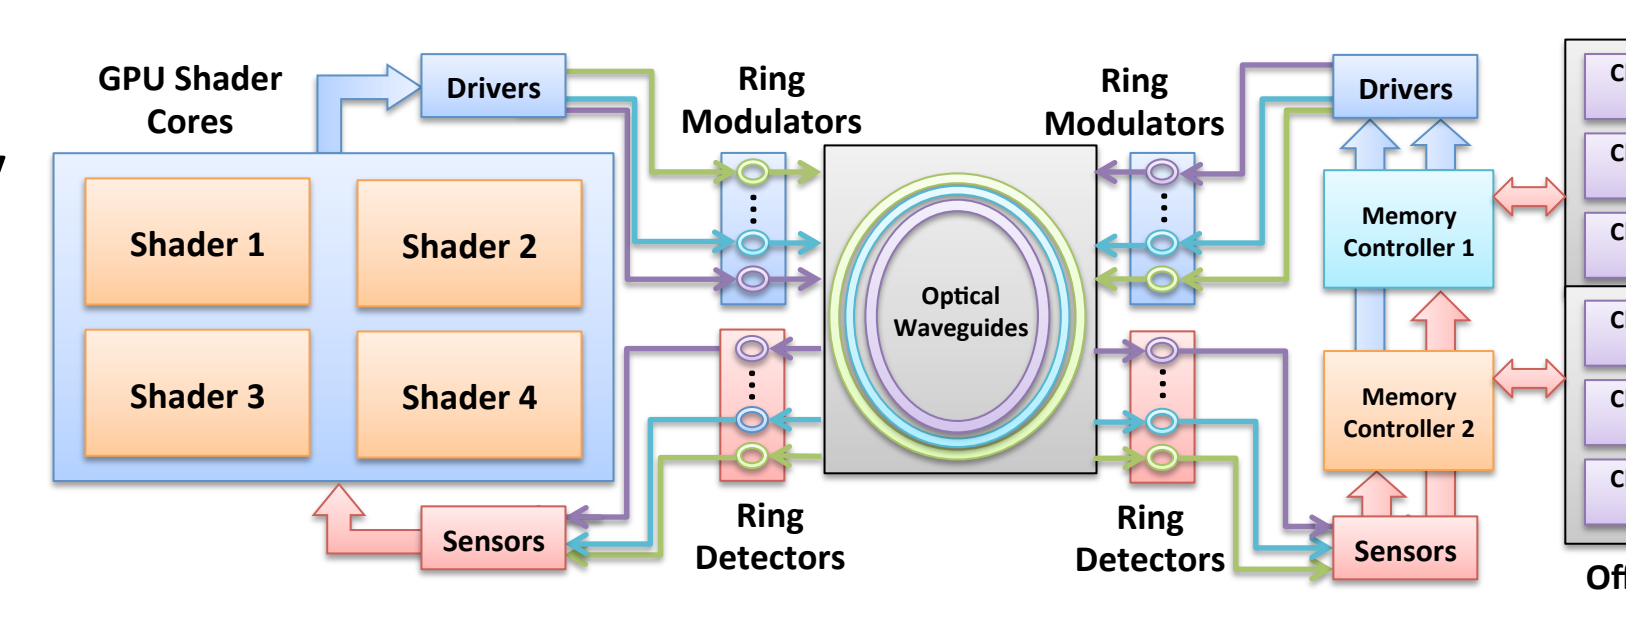 GPU Shader
Cores
Drivers
Ring
Modulators
Ring
Modulators
Drivers
Shader 1
Shader 2
Shader 3
Shader 4
Optical
Waveguides
Memory
Controller 1
Memory
Controller 2
Sensors
Ring
Detectors
Ring
Detectors
Sensors